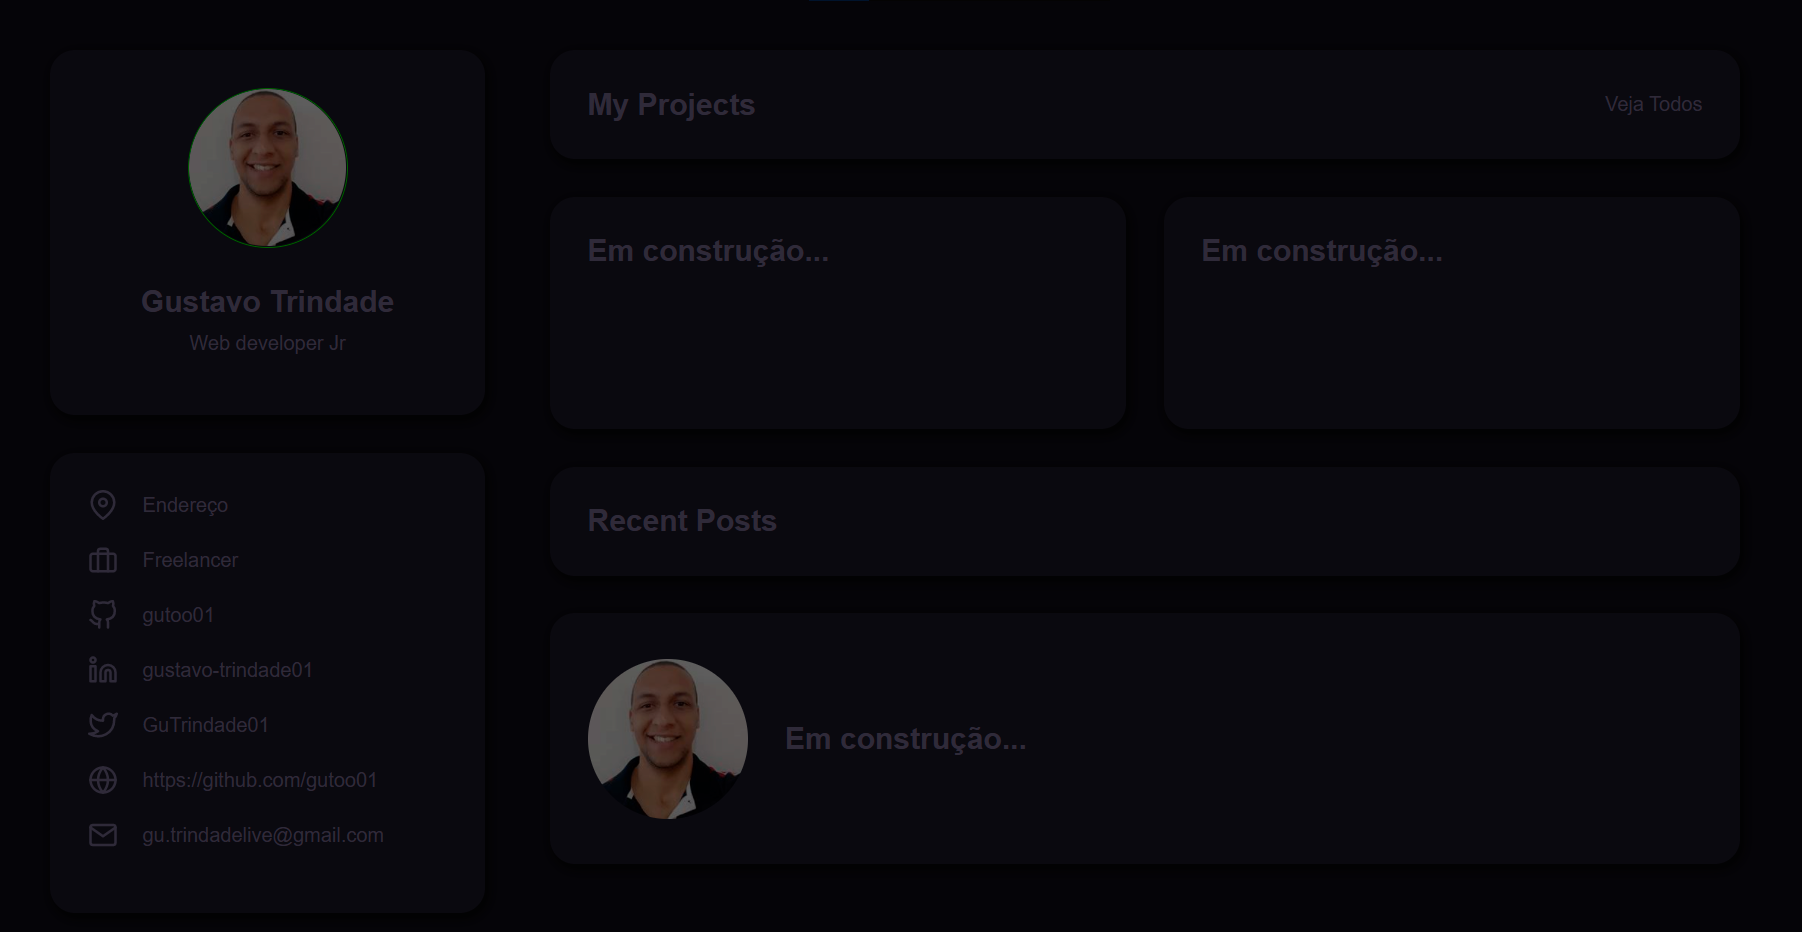 Gustavo Trindade
Web developer Jr
Endereço
Freelancer
gutoo01
gustavo-trindade01
GuTrindade01
https://github.com/gutoo01
gu.trindadelive@gmail.com
My Projects
Veja Todos
Em construção...
Em construção...
Recent Posts
Em construção...